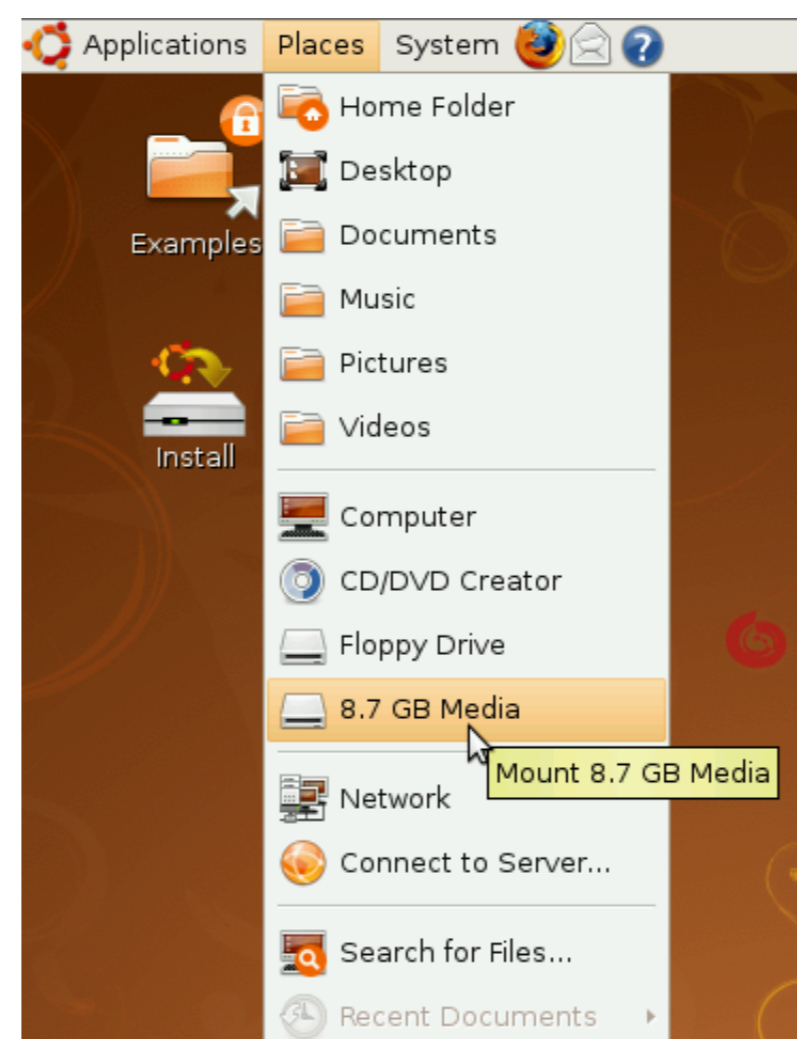 Applications Places System
Examples
Install
Home Folder
Desktop
Documents
Music
Pictures
Videos
Computer
CD/DVD Creator
Floppy Drive
8.7 GB Media
Mount 8.7 GB Media
Network
Connect to Server...
Search for Files...
Recent Documents